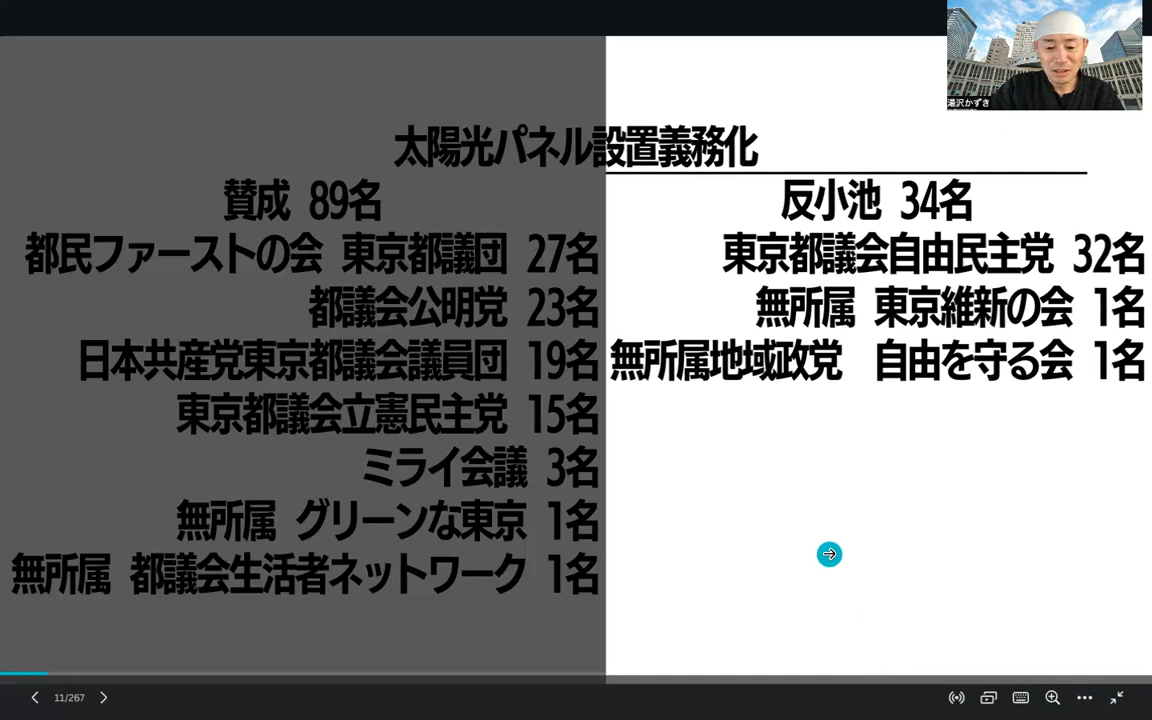 湯沢かずき
太陽光パネル設置義務化
賛成 89名
都民ファーストの会 東京都議団 27名
都議会公明党 23名
日本共産党東京都議会議員団 19名
東京都議会立憲民主党 15名
ミライ会議 3名
無所属 グリーンな東京 1名
無所属 都議会生活者ネットワーク 1名
反小池 34名
東京都議会自由民主党 32名
無所属 東京維新の会 1名
無所属地域政党 自由を守る会 1名
11/267